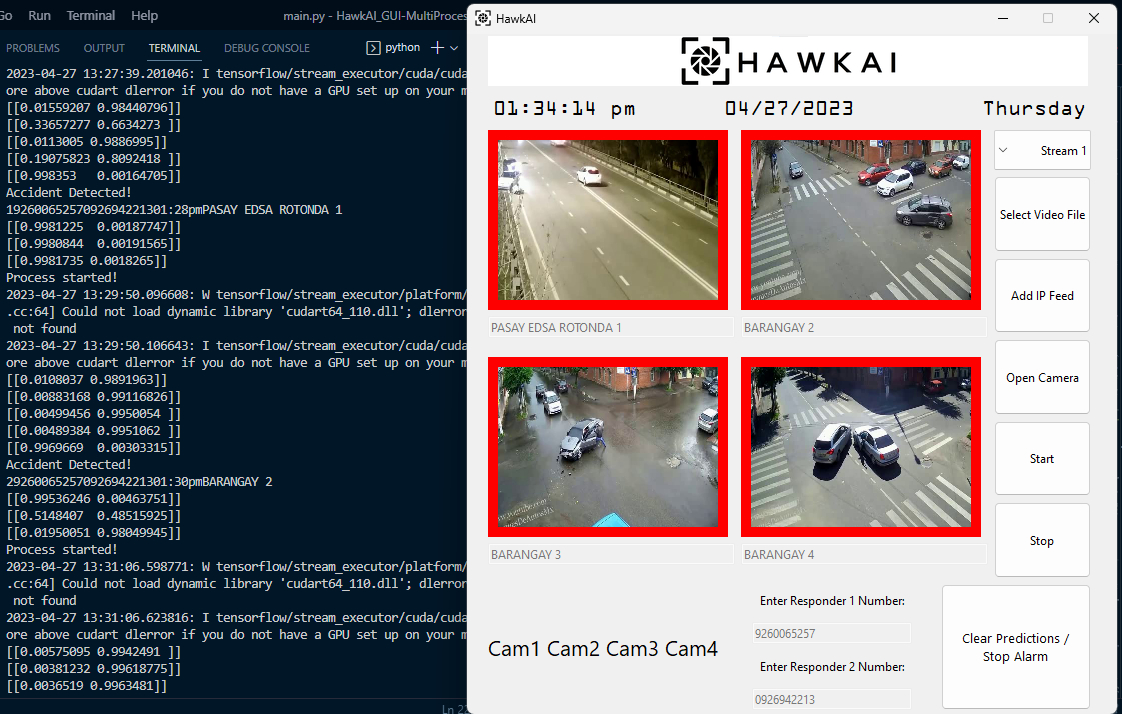 Go Run Terminal Help main.py - HawkAI_GUI-MultiProces
PROBLEMS OUTPUT TERMINAL DEBUG CONSOLE python
2023-04-27 13:27:39.201046: I tensorflow/stream_executor/cuda/cuda
ore above cudart dlerror if you do not have a GPU set up on your m
[[0.01559207 0.98440796]]
[[0.33657277 0.6634273 ]]
[[0.0113005 0.9886995]]
[[0.19075823 0.8092418 ]]
[[0.998353   0.00164705]]
Accident Detected!
19260065257092694221301:28pmPASAY EDSA ROTONDA 1
[[0.9981225  0.00187747]]
[[0.9980844  0.00191565]]
[[0.9981735 0.0018265]]
Process started!
2023-04-27 13:29:50.096608: W tensorflow/stream_executor/platform/
.cc:64] Could not load dynamic library 'cudart64_110.dll'; dlerror
not found
2023-04-27 13:29:50.106643: I tensorflow/stream_executor/cuda/cuda
ore above cudart dlerror if you do not have a GPU set up on your m
[[0.0108037 0.9891963]]
[[0.00883168 0.99116826]]
[[0.00499456 0.9950054 ]]
[[0.00489384 0.9951062 ]]
[[0.9969669  0.00303315]]
Accident Detected!
29260065257092694221301:30pmBARANGAY 2
[[0.99536246 0.00463751]]
[[0.5148407  0.48515925]]
[[0.01950051 0.98049945]]
Process started!
2023-04-27 13:31:06.598771: W tensorflow/stream_executor/platform/
.cc:64] Could not load dynamic library 'cudart64_110.dll'; dlerror
not found
2023-04-27 13:31:06.623816: I tensorflow/stream_executor/cuda/cuda
ore above cudart dlerror if you do not have a GPU set up on your m
[[0.00575095 0.9942491 ]]
[[0.00381232 0.99618775]]
[[0.0036519 0.9963481]]
HawkAI
HAWKAI
01:34:14 pm 04/27/2023 Thursday
Stream 1
Select Video File
Add IP Feed
Open Camera
Start
Stop
PASAY EDSA ROTONDA 1
BARANGAY 2
BARANGAY 3
BARANGAY 4
Cam1 Cam2 Cam3 Cam4
Enter Responder 1 Number:
9260065257
Enter Responder 2 Number:
0926942213
Clear Predictions /
Stop Alarm